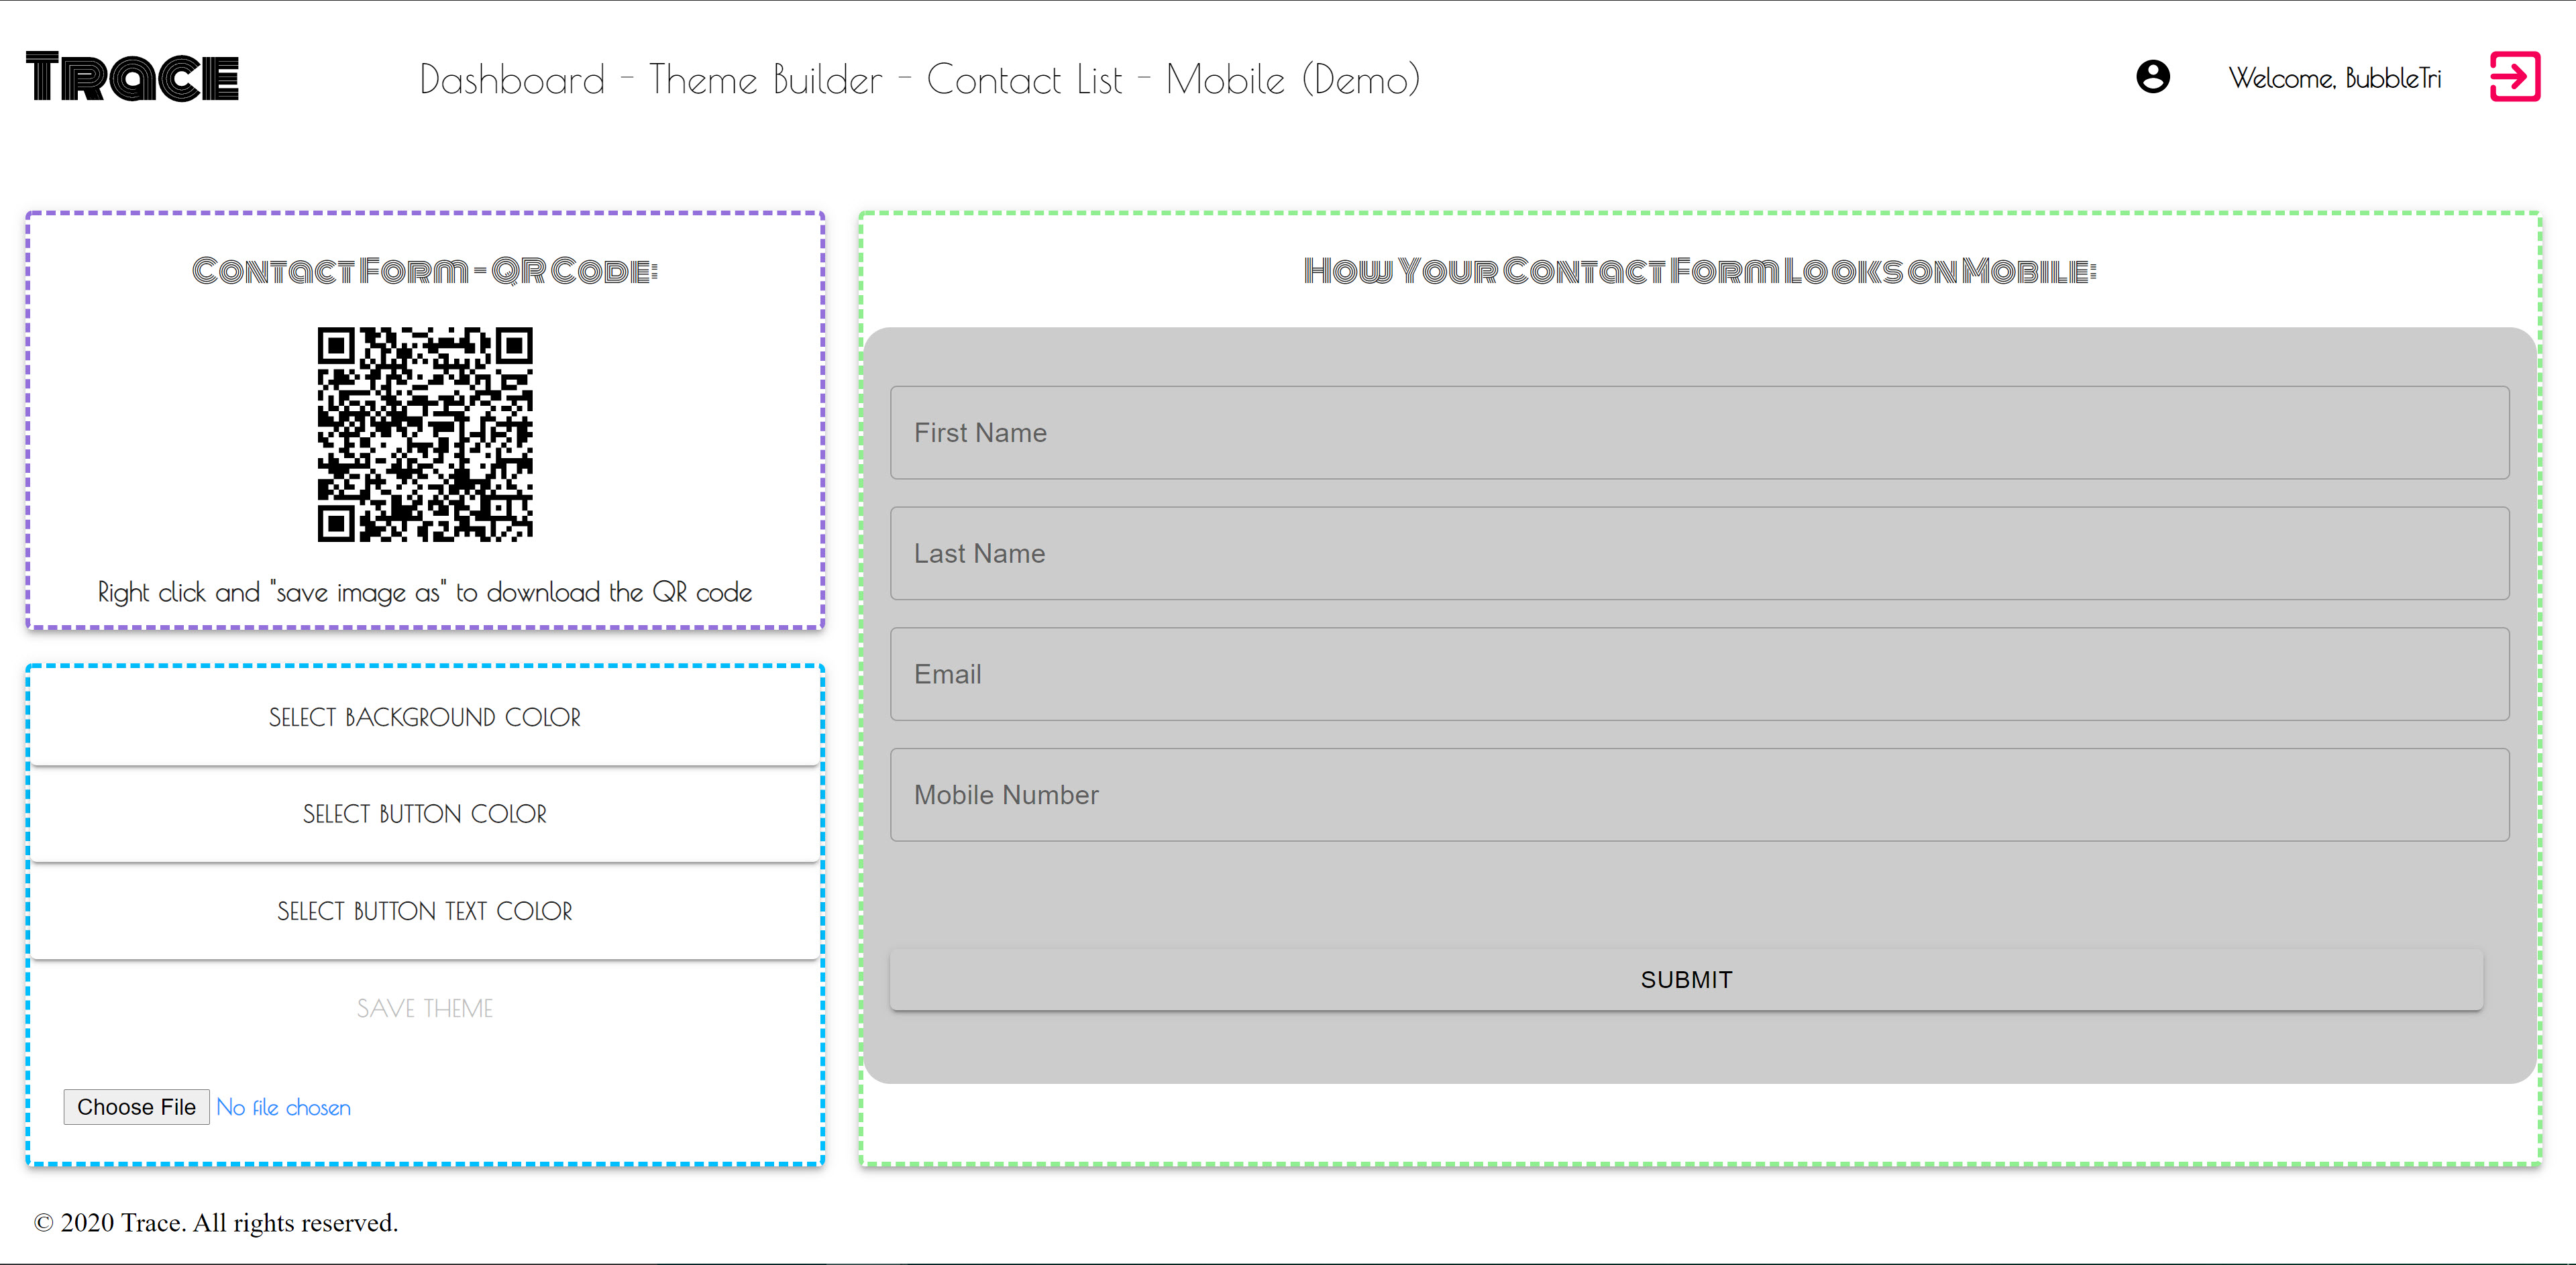 Trace
Dashboard - Theme Builder - Contact List - Mobile (Demo)
Welcome, BubbleTri
Contact Form - QR Code:
Right click and "save image as" to download the QR code
SELECT BACKGROUND COLOR
SELECT BUTTON COLOR
SELECT BUTTON TEXT COLOR
SAVE THEME
Choose File No file chosen
How Your Contact Form Looks on Mobile:
First Name
Last Name
Email
Mobile Number
SUBMIT
© 2020 Trace. All rights reserved.